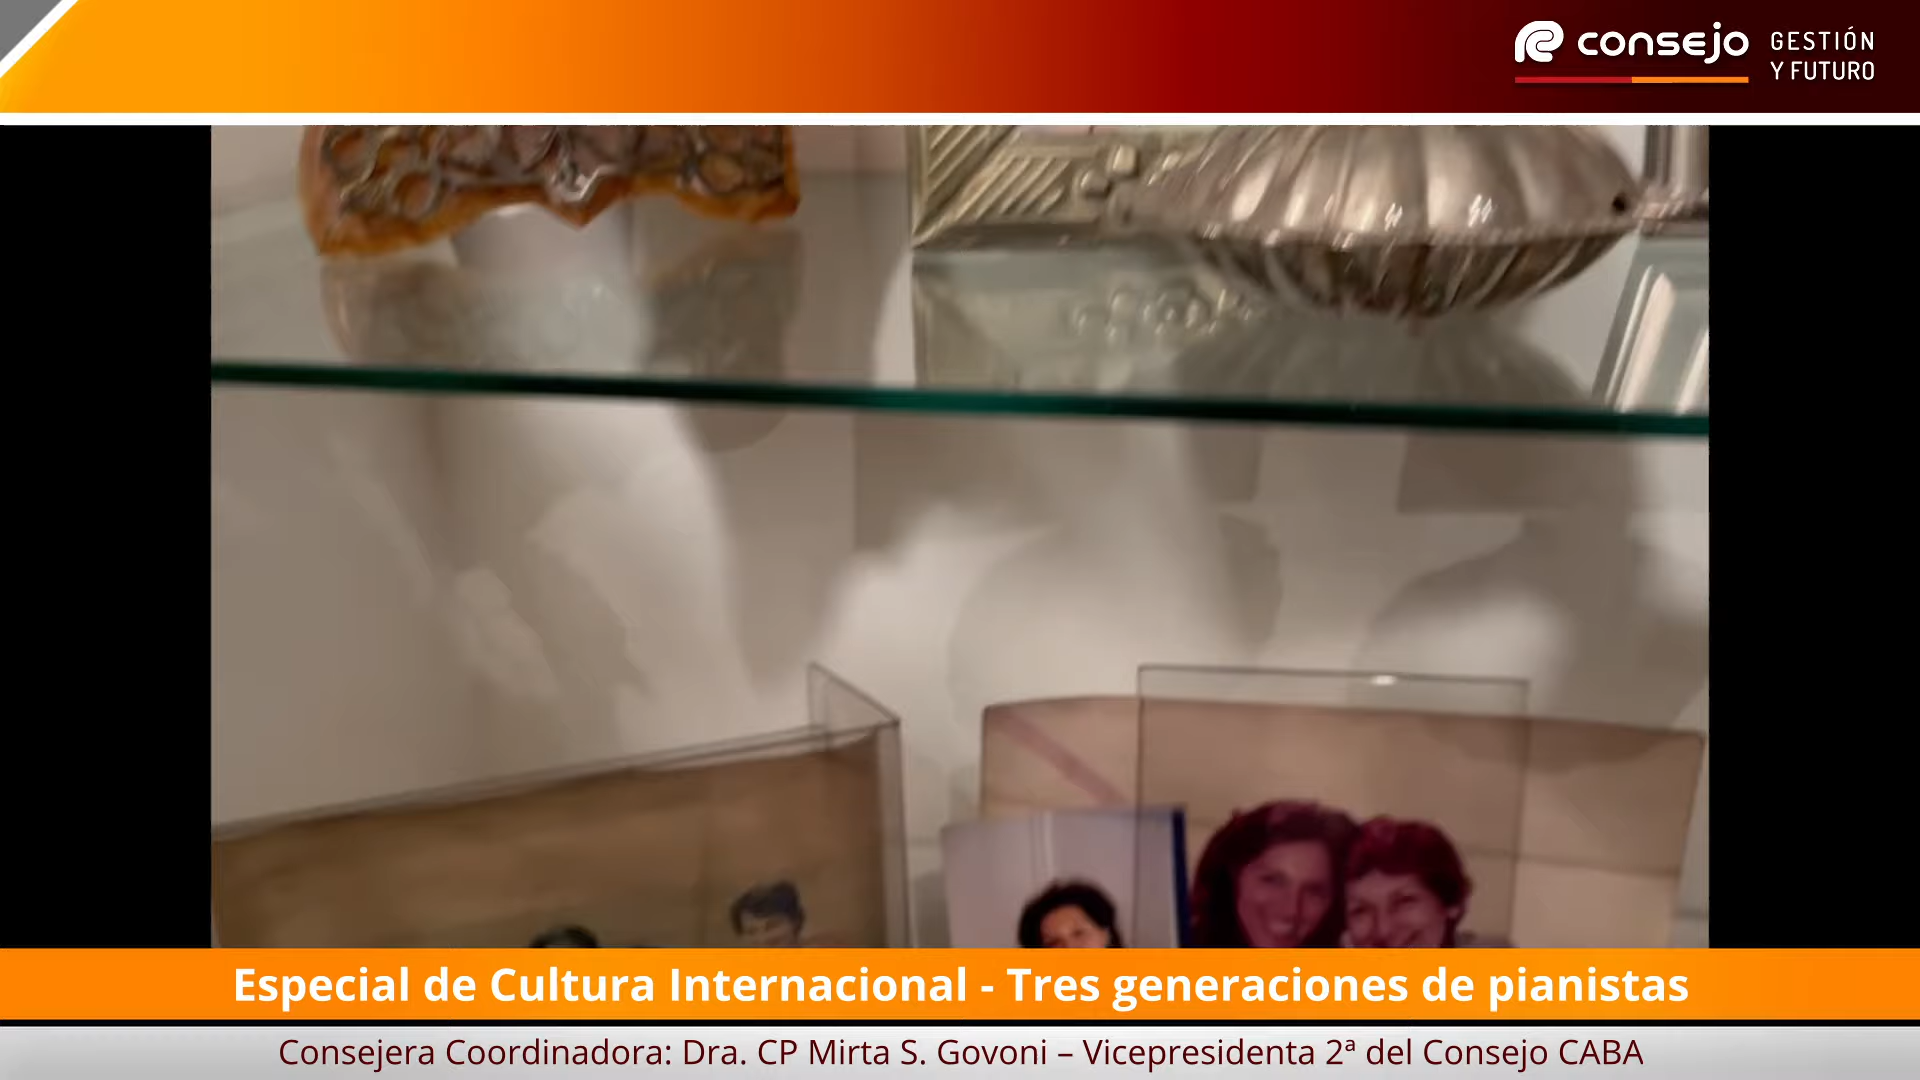 consejo GESTIÓN
Y FUTURO
Especial de Cultura Internacional - Tres generaciones de pianistas
Consejera Coordinadora: Dra. CP Mirta S. Govoni – Vicepresidenta 2ª del Consejo CABA